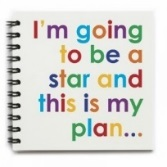 I'm going
to be a
star and
this is my
plan...